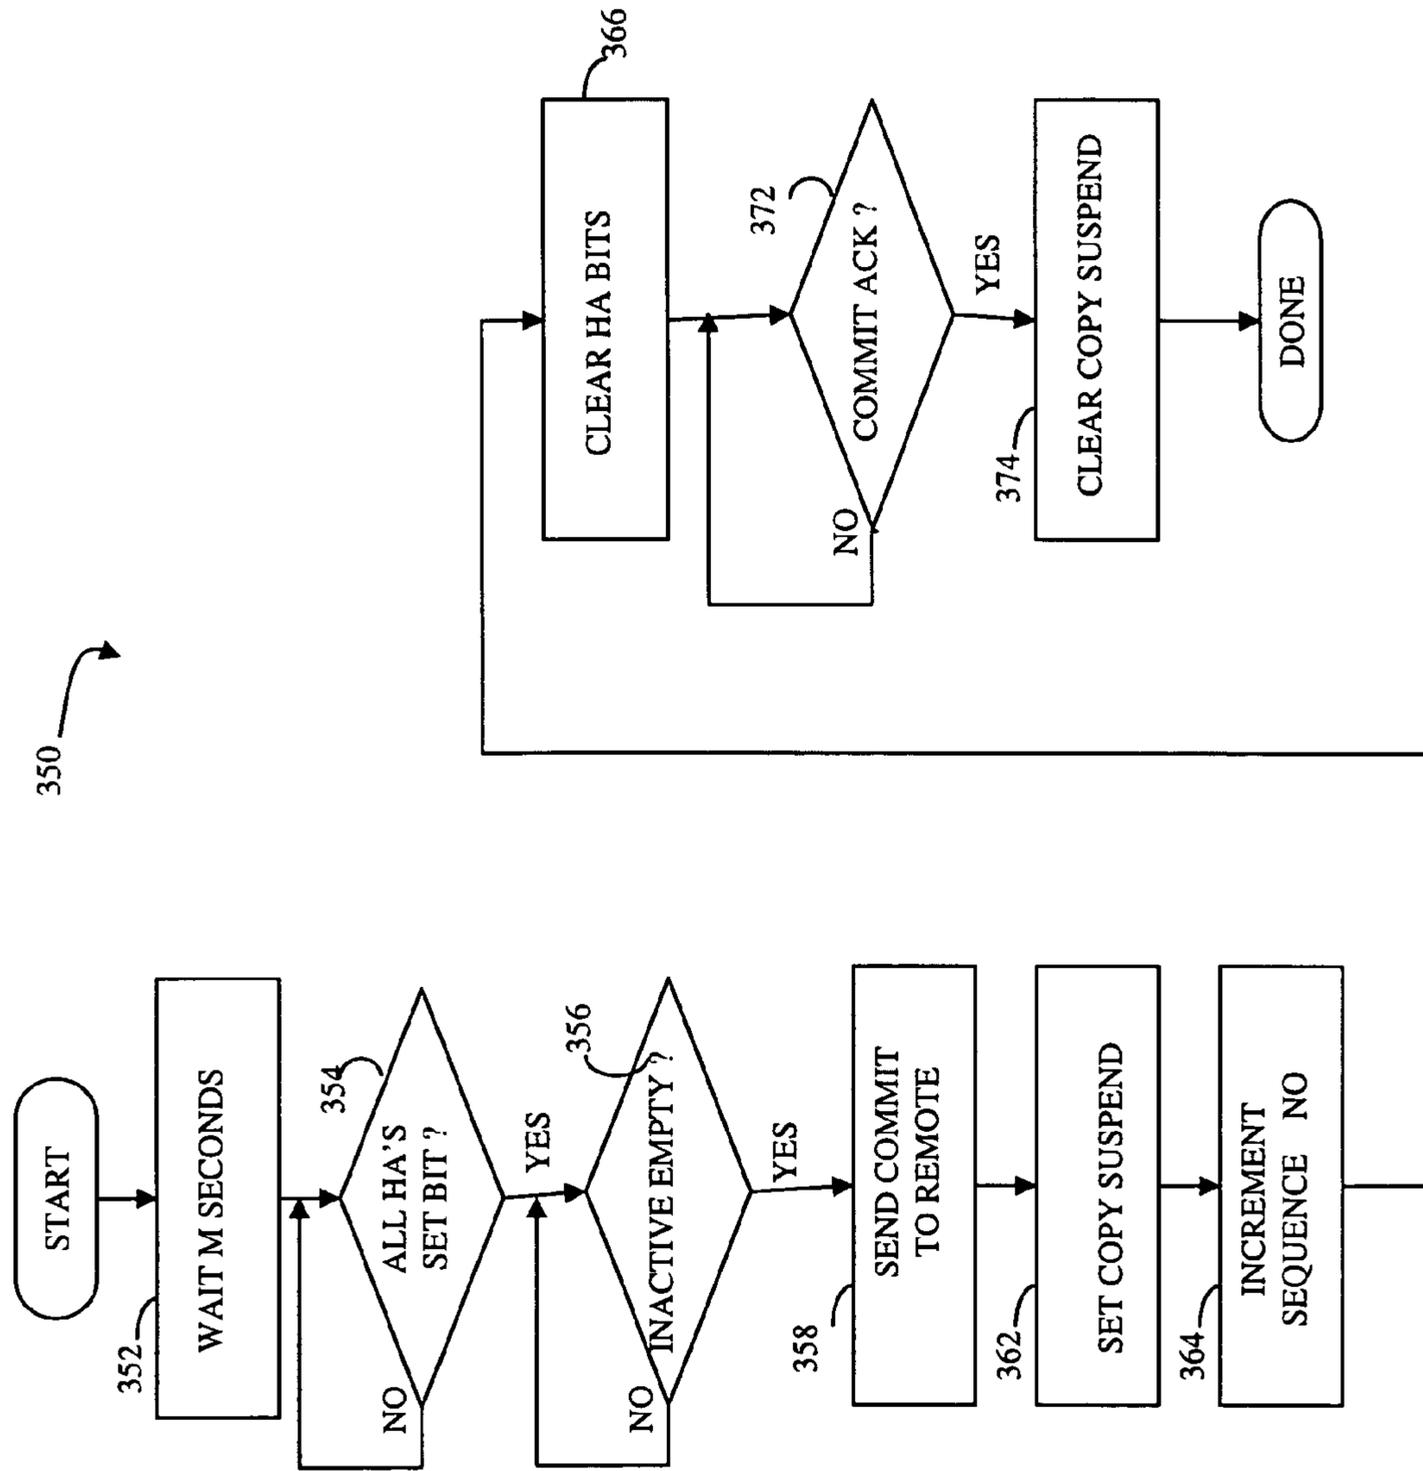 350
START
WAIT M SECONDS
352
ALL HA'S
SET BIT ?
354
NO
YES
INACTIVE EMPTY ?
356
NO
YES
SEND COMMIT
TO REMOTE
358
SET COPY SUSPEND
362
INCREMENT
SEQUENCE NO
364
CLEAR HA BITS
366
COMMIT ACK ?
372
NO
YES
CLEAR COPY SUSPEND
374
DONE